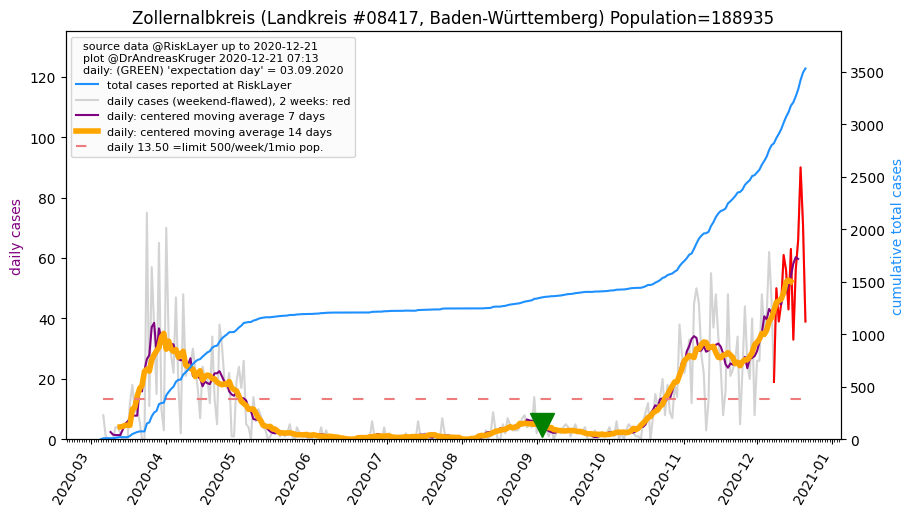 Zollernalbkreis (Landkreis #08417, Baden-Württemberg) Population=188935
source data @RiskLayer up to 2020-12-21
plot @DrAndreasKruger 2020-12-21 07:13
daily: (GREEN) 'expectation day' = 03.09.2020
total cases reported at RiskLayer
daily cases (weekend-flawed), 2 weeks: red
daily: centered moving average 7 days
daily: centered moving average 14 days
daily 13.50 =limit 500/week/1mio pop.
daily cases
120
100
80
60
40
20
0
cumulative total cases
3500
3000
2500
2000
1500
1000
500
0
2020-03
2020-04
2020-05
2020-06
2020-07
2020-08
2020-09
2020-10
2020-11
2020-12
2021-01